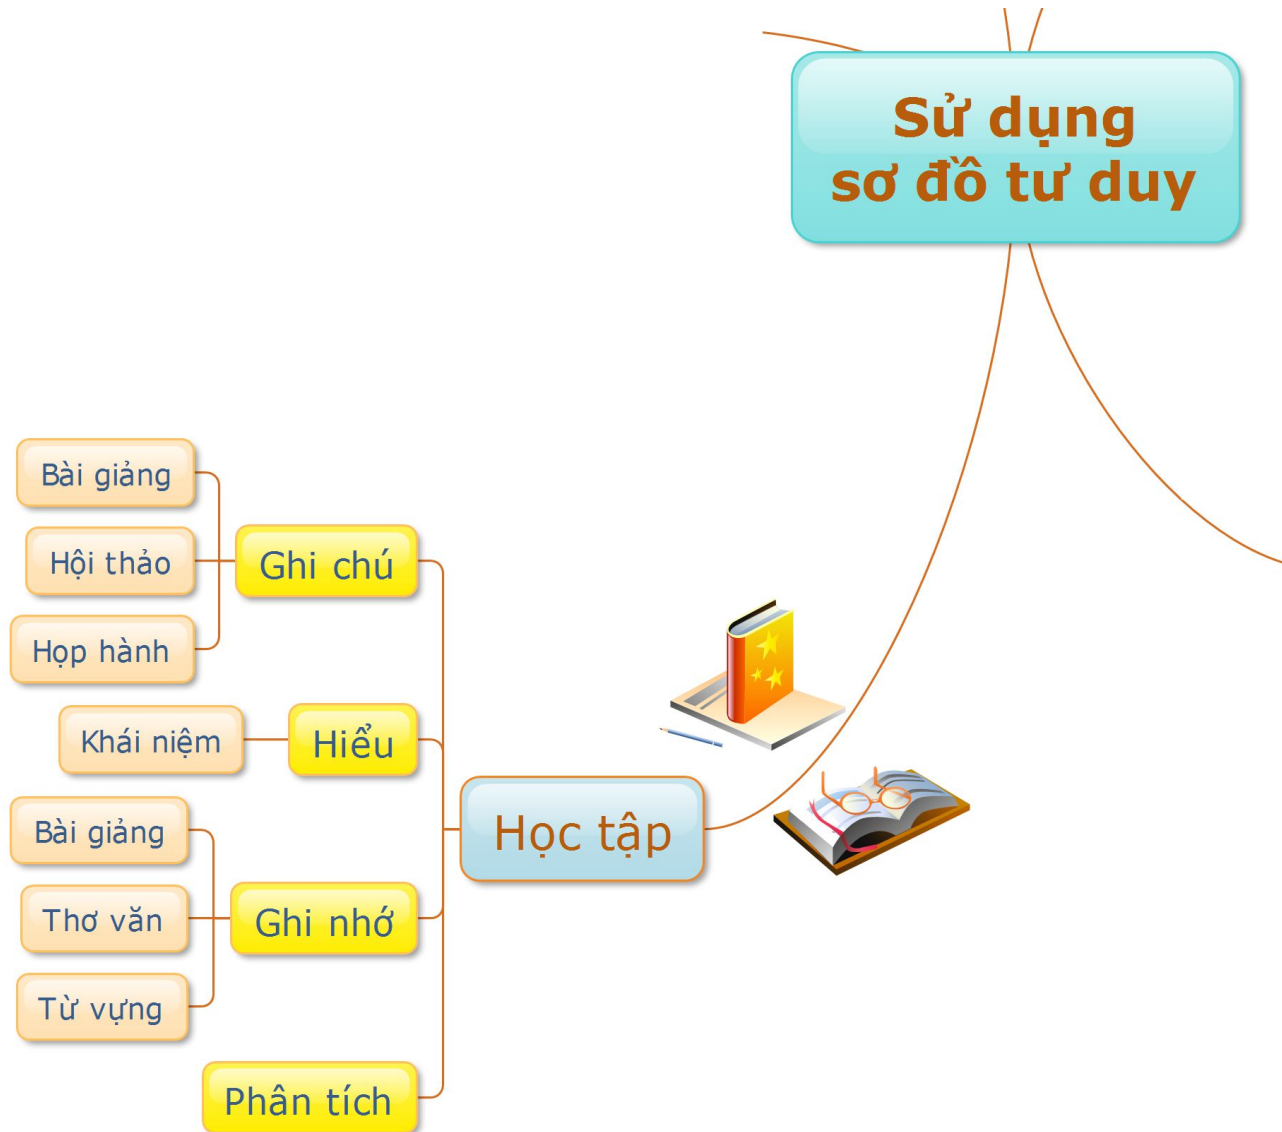 Sử dụng
sơ đồ tư duy
Học tập
Ghi chú
Bài giảng
Hội thảo
Họp hành
Hiểu
Khái niệm
Ghi nhớ
Bài giảng
Thơ văn
Từ vựng
Phân tích